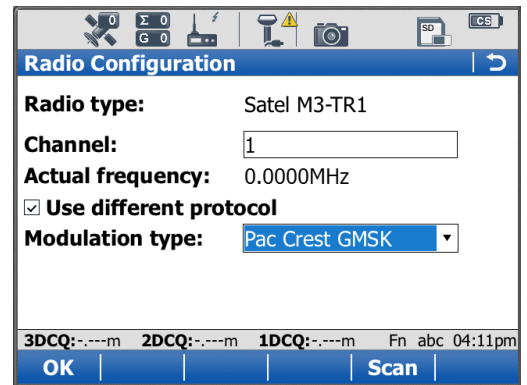 0 Σ 0 SD CS
G 0
Radio Configuration
Radio type: Satel M3-TR1
Channel: 1
Actual frequency: 0.0000MHz
Use different protocol
Modulation type: Pac Crest GMSK
3DCQ:-.---m 2DCQ:-.---m 1DCQ:-.---m Fn abc 04:11pm
OK Scan